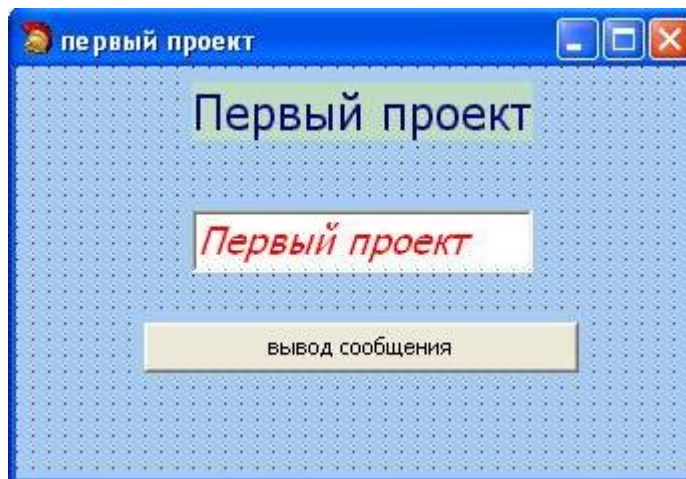 первый проект
Первый проект
Первый проект
вывод сообщения